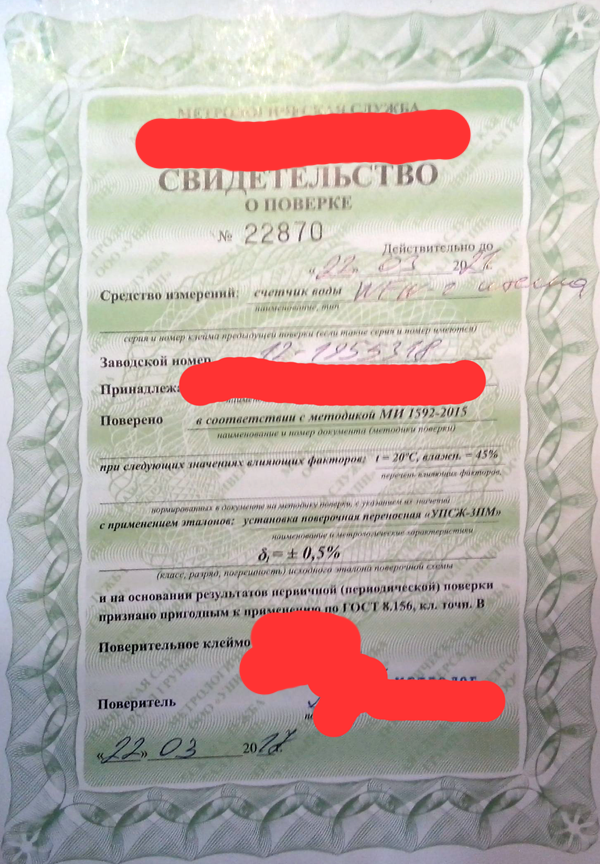 МЕТРОЛОГИЧЕСКАЯ СЛУЖБА
СВИДЕТЕЛЬСТВО
О ПОВЕРКЕ
№ 22870
Действительно до
«22» 03 20
Средство измерений: счетчик воды
наименование, тип
серия и номер клейма предыдущей поверки (если такие серия и номер имеются)
Заводской номер 12-1855318
Принадлежа
Поверено в соответствии с методикой МИ 1592-2015
наименование и номер документа (методики поверки)
при следующих значениях влияющих факторов: t = 20°С, влажн. = 45%
перечень влияющих факторов,
нормированных в документе на методику поверки, с указанием их значений
с применением эталонов: установка поверочная переносная «УПСЖ-3ПМ»
наименование и метрологические характеристики
δ = ± 0,5%
(класс, разряд, погрешность) исходного эталона поверочной схемы
и на основании результатов первичной (периодической) поверки
признано пригодным к применению по ГОСТ 8.156, кл. точн. В
Поверительное клеймо
Поверитель
«22» 03 2017г.